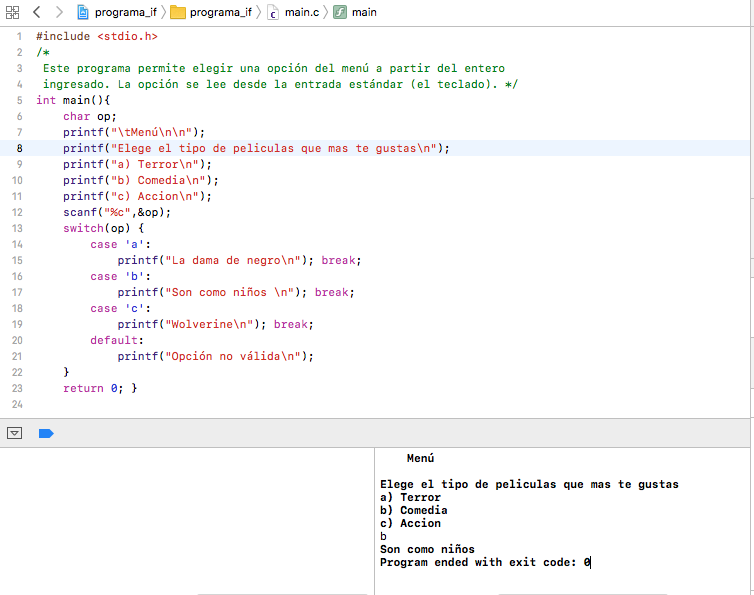 programa_if programa_if main.c main
1 #include <stdio.h>
2 /*
3 Este programa permite elegir una opción del menú a partir del entero
4 ingresado. La opción se lee desde la entrada estándar (el teclado). */
5 int main(){
6 char op;
7 printf("\tMenú\n\n");
8 printf("Elege el tipo de peliculas que mas te gustas\n");
9 printf("a) Terror\n");
10 printf("b) Comedia\n");
11 printf("c) Accion\n");
12 scanf("%c",&op);
13 switch(op) {
14 case 'a':
15 printf("La dama de negro\n"); break;
16 case 'b':
17 printf("Son como niños \n"); break;
18 case 'c':
19 printf("Wolverine\n"); break;
20 default:
21 printf("Opción no válida\n");
22 }
23 return 0; }
24
Menú
Elege el tipo de peliculas que mas te gustas
a) Terror
b) Comedia
c) Accion
b
Son como niños
Program ended with exit code: 0